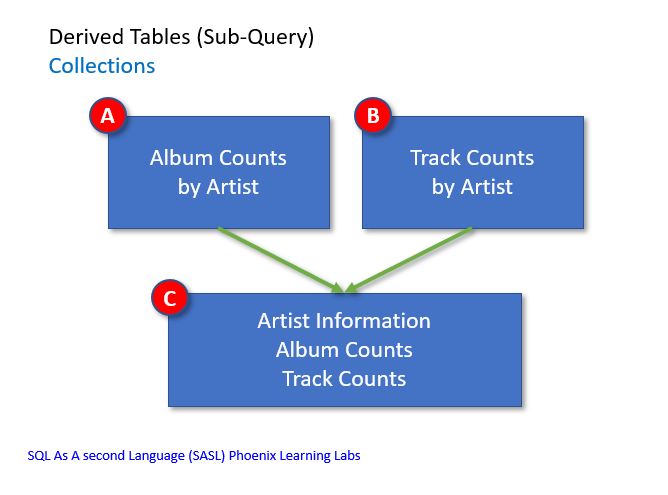 Derived Tables (Sub-Query)
Collections
A
Album Counts
by Artist
B
Track Counts
by Artist
C
Artist Information
Album Counts
Track Counts
SQL As A second Language (SASL) Phoenix Learning Labs